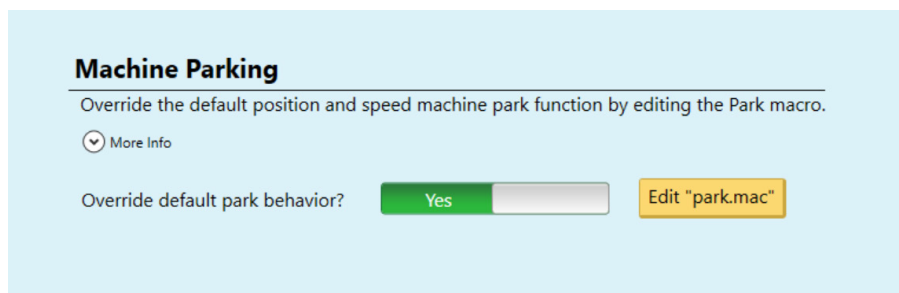 Machine Parking
Override the default position and speed machine park function by editing the Park macro.
More Info
Override default park behavior? Yes Edit "park.mac"